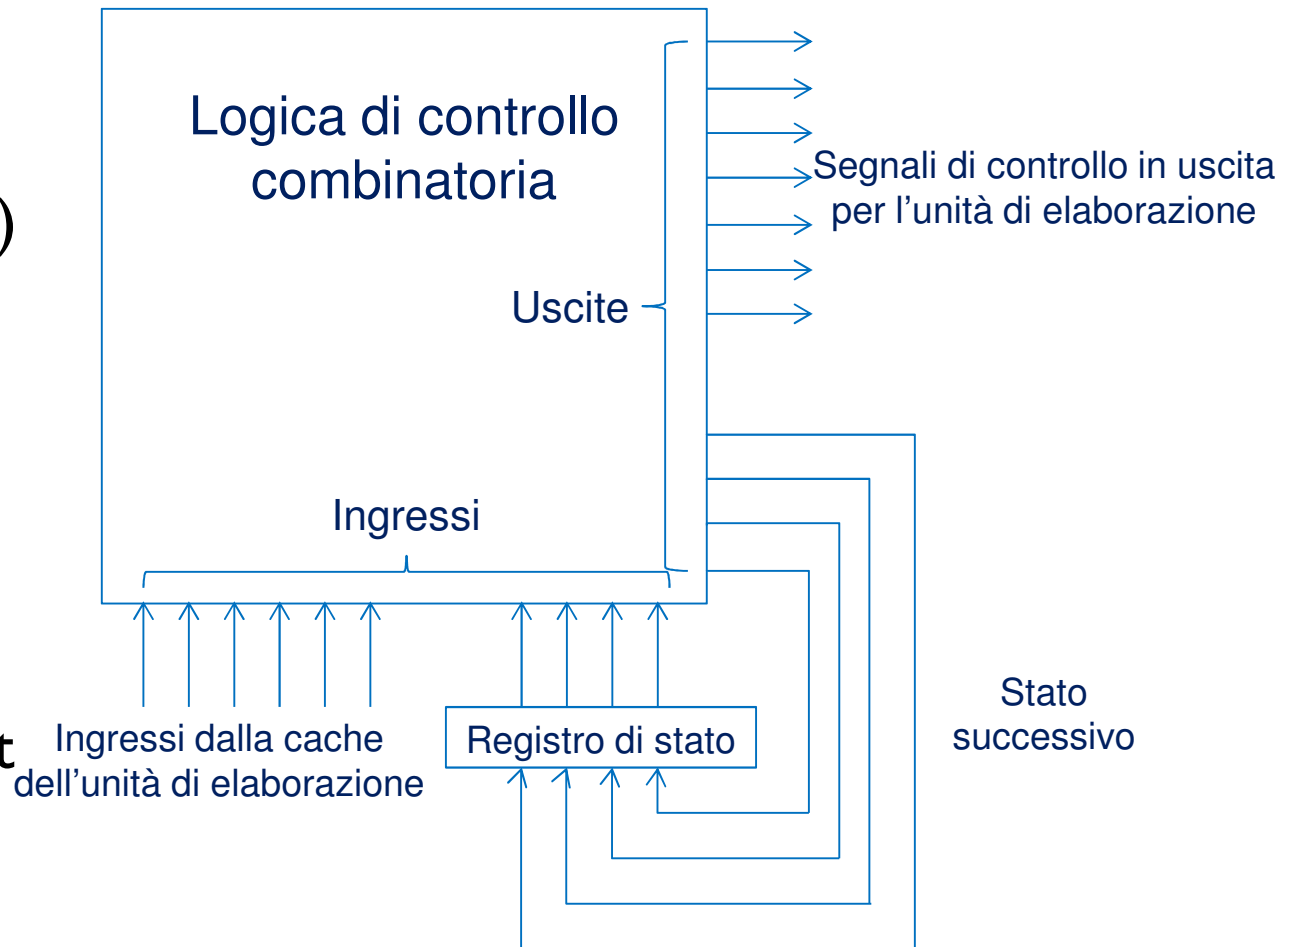 Logica di controllo
combinatoria
)
Segnali di controllo in uscita
per l'unità di elaborazione
Uscite
Ingressi
Stato
successivo
Registro di stato
t
Ingressi dalla cache
dell'unità di elaborazione